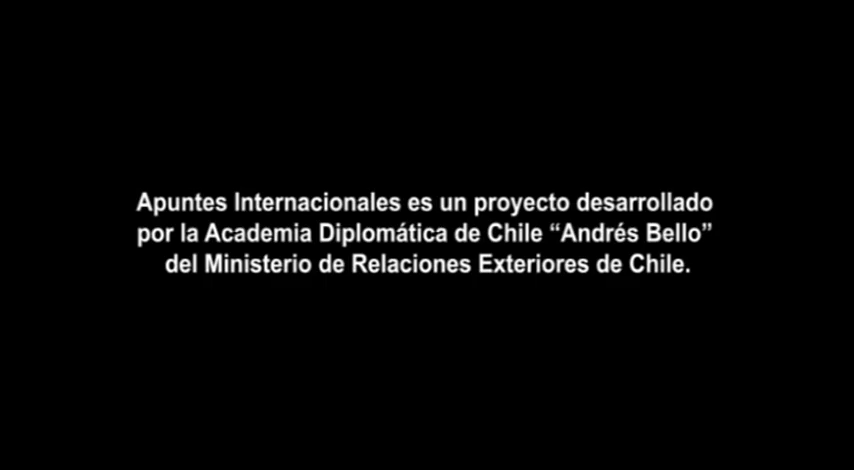 Apuntes Internacionales es un proyecto desarrollado
por la Academia Diplomática de Chile “Andrés Bello”
del Ministerio de Relaciones Exteriores de Chile.